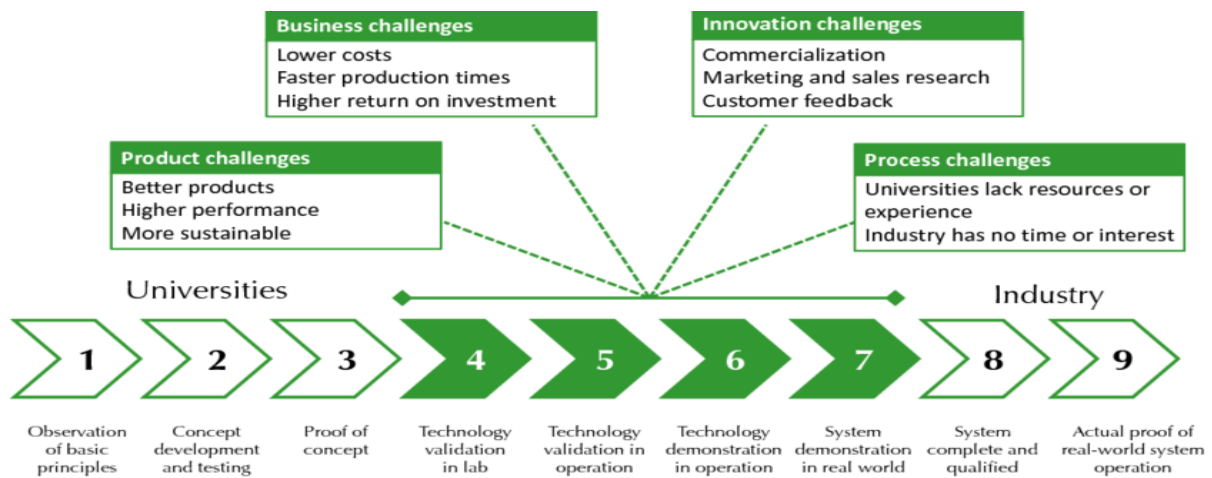 Business challenges
Lower costs
Faster production times
Higher return on investment
Innovation challenges
Commercialization
Marketing and sales research
Customer feedback
Product challenges
Better products
Higher performance
More sustainable
Process challenges
Universities lack resources or
experience
Industry has no time or interest
Universities
Industry
1
2
3
4
5
6
7
8
9
Observation
of basic
principles
Concept
development
and testing
Proof of
concept
Technology
validation
in lab
Technology
validation in
operation
Technology
demonstration
in operation
System
demonstration
in real world
System
complete and
qualified
Actual proof of
real-world system
operation